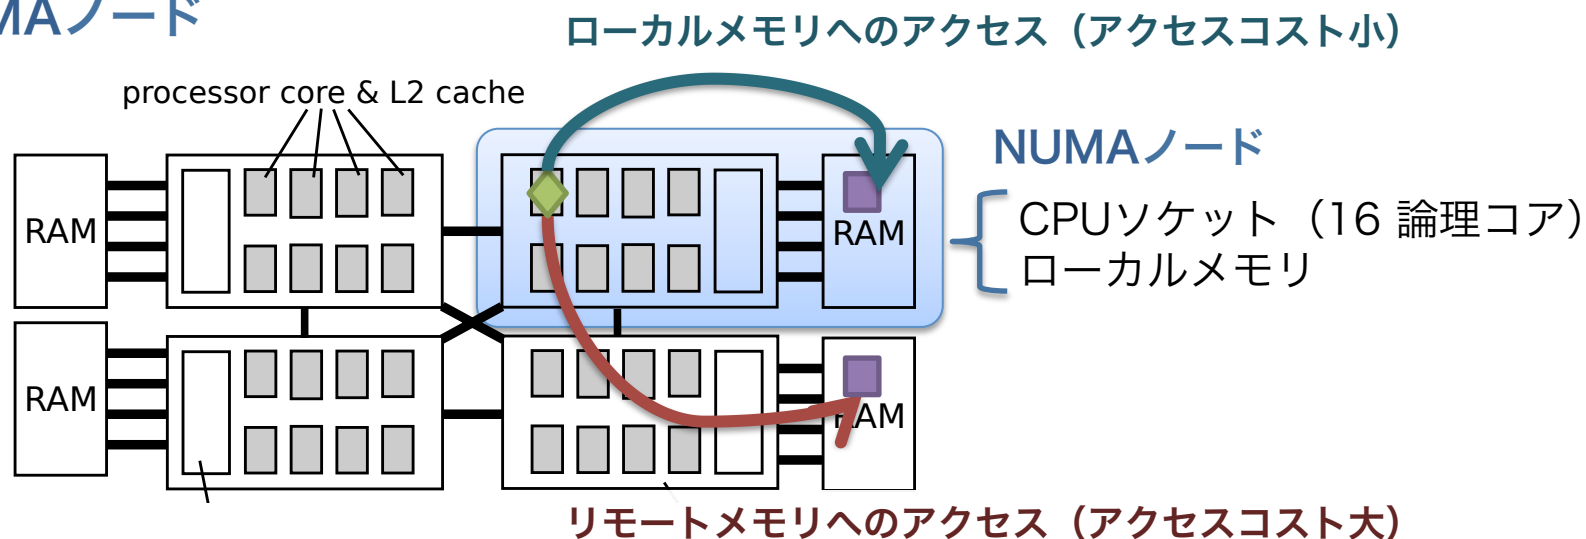 MAノード
ローカルメモリへのアクセス（アクセスコスト小）
processor core & L2 cache
NUMAノード
RAM
RAM
CPUソケット（16 論理コア）
ローカルメモリ
RAM
RAM
リモートメモリへのアクセス（アクセスコスト大）